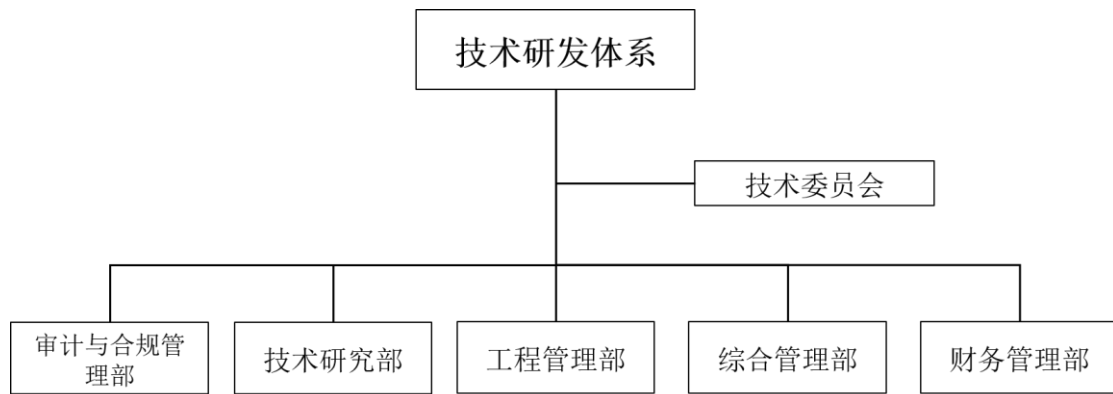 技术研发体系
技术委员会
审计与合规管
理部
技术研究部
工程管理部
综合管理部
财务管理部